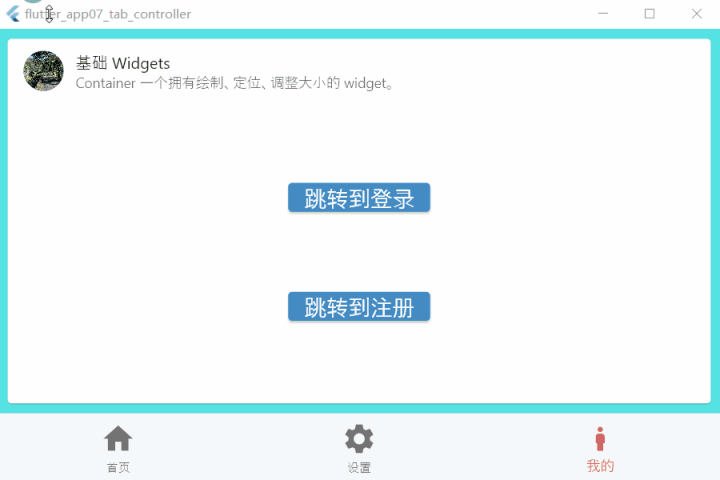 flutter_app07_tab_controller
基础 Widgets
Container 一个拥有绘制、定位、调整大小的 widget。
跳转到登录
跳转到注册
首页
设置
我的